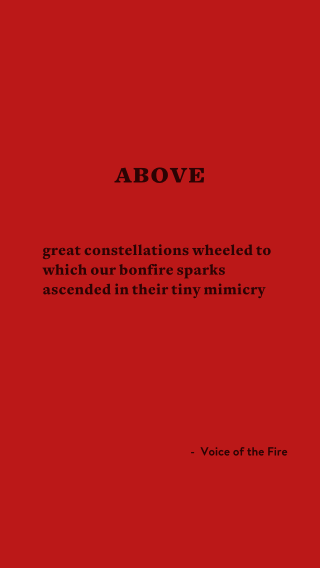 ABOVE
great constellations wheeled to
which our bonfire sparks
ascended in their tiny mimicry
- Voice of the Fire